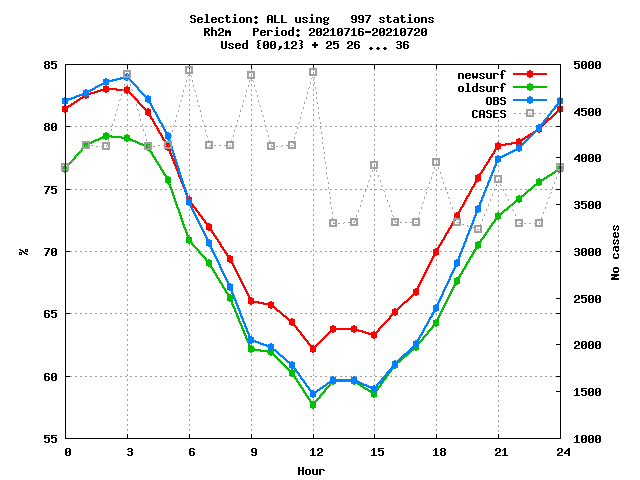 Selection: ALL using   997 stations
Rh2m   Period: 20210716-20210720
Used {00,12} + 25 26 ... 36
newsurf
oldsurf
OBS
CASES
85
80
75
70
65
60
55
%
5000
4500
4000
3500
3000
2500
2000
1500
1000
No cases
0 3 6 9 12 15 18 21 24
Hour